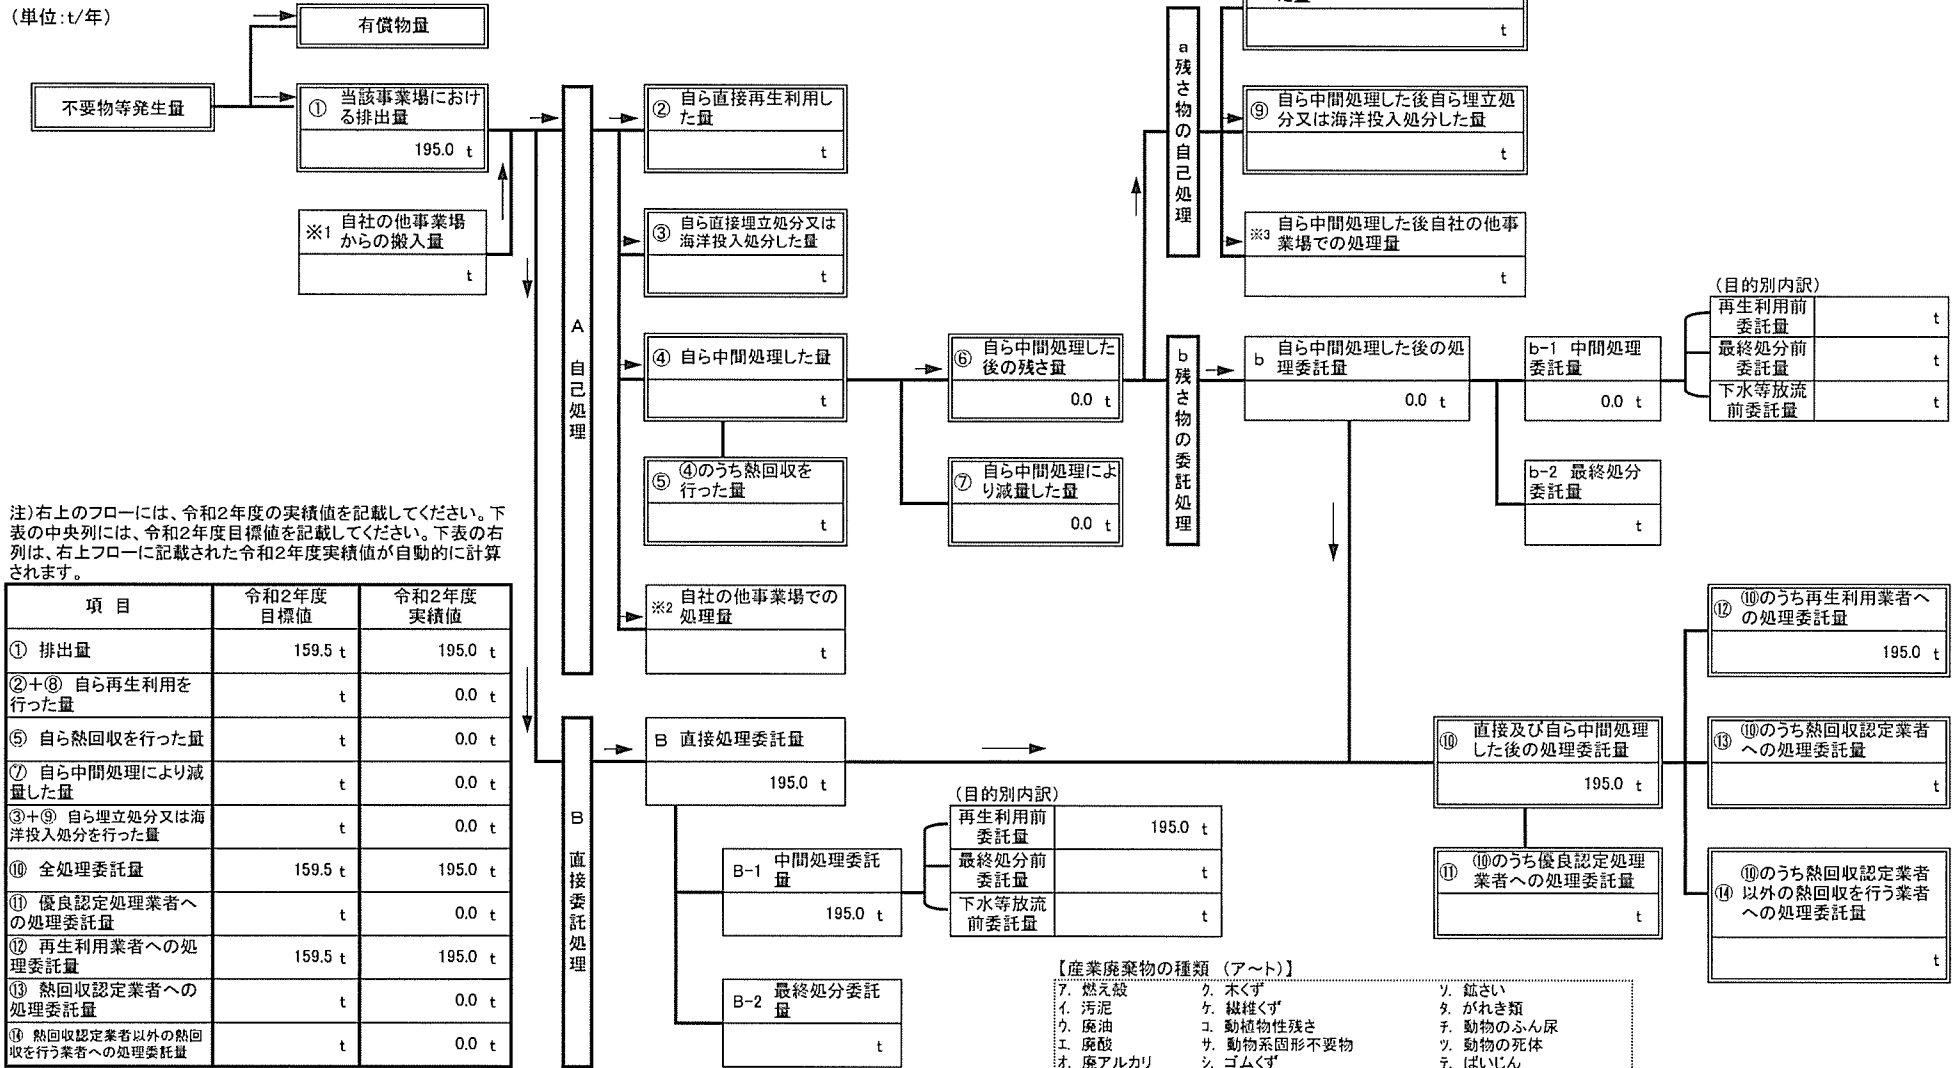 (単位:t/年)
有償物量
不要物等発生量
① 当該事業場におけ
る排出量
195.0 t
※1 自社の他事業場
からの搬入量
t
A 自己処理
② 自ら直接再生利用し
た量
t
③ 自ら直接埋立処分又は
海洋投入処分した量
t
④ 自ら中間処理した量
t
⑤ ④のうち熱回収を
行った量
t
※2 自社の他事業場での
処理量
t
⑥ 自ら中間処理した
後の残さ量
0.0 t
⑦ 自ら中間処理によ
り減量した量
0.0 t
a 残さ物の自己処理
t
⑨ 自ら中間処理した後自ら埋立処
分又は海洋投入処分した量
t
※3 自ら中間処理した後自社の他事
業場での処理量
t
b 残さ物の委託処理
b 自ら中間処理した後の処
理委託量
0.0 t
b-1 中間処理
委託量
0.0 t
b-2 最終処分
委託量
t
(目的別内訳)
再生利用前
委託量
t
最終処分前
委託量
t
下水等放流
前委託量
t
注)右上のフローには、令和2年度の実績値を記載してください。下
表の中央列には、令和2年度目標値を記載してください。下表の右
列は、右上フローに記載された令和2年度実績値が自動的に計算
されます。
項 目
令和2年度
目標値
令和2年度
実績値
① 排出量 159.5 t 195.0 t
②+⑧ 自ら再生利用を
行った量
t 0.0 t
⑤ 自ら熱回収を行った量 t 0.0 t
⑦ 自ら中間処理により減
量した量
t 0.0 t
③+⑨ 自ら埋立処分又は海
洋投入処分を行った量
t 0.0 t
⑩ 全処理委託量 159.5 t 195.0 t
⑪ 優良認定処理業者へ
の処理委託量
t 0.0 t
⑫ 再生利用業者への処
理委託量
159.5 t 195.0 t
⑬ 熱回収認定業者への
処理委託量
t 0.0 t
⑭ 熱回収認定業者以外の熱回
収を行う業者への処理委託量
t 0.0 t
B 直接委託処理
B 直接処理委託量
195.0 t
B-1 中間処理委託
量
195.0 t
B-2 最終処分委託
量
t
(目的別内訳)
再生利用前
委託量
195.0 t
最終処分前
委託量
t
下水等放流
前委託量
t
⑩ 直接及び自ら中間処理
した後の処理委託量
195.0 t
⑪ ⑩のうち優良認定処理
業者への処理委託量
t
⑫ ⑩のうち再生利用業者へ
の処理委託量
195.0 t
⑬ ⑩のうち熱回収認定業者
への処理委託量
t
⑭ ⑩のうち熱回収認定業者
以外の熱回収を行う業者
への処理委託量
t
【産業廃棄物の種類 (ア~ト)】
ア. 燃え殻 ク. 木くず ソ. 鉱さい
イ. 汚泥 ケ. 繊維くず タ. がれき類
ウ. 廃油 コ. 動植物性残さ チ. 動物のふん尿
エ. 廃酸 サ. 動物系固形不要物 ツ. 動物の死体
オ. 廃アルカリ シ. ゴムくず テ. ばいじん